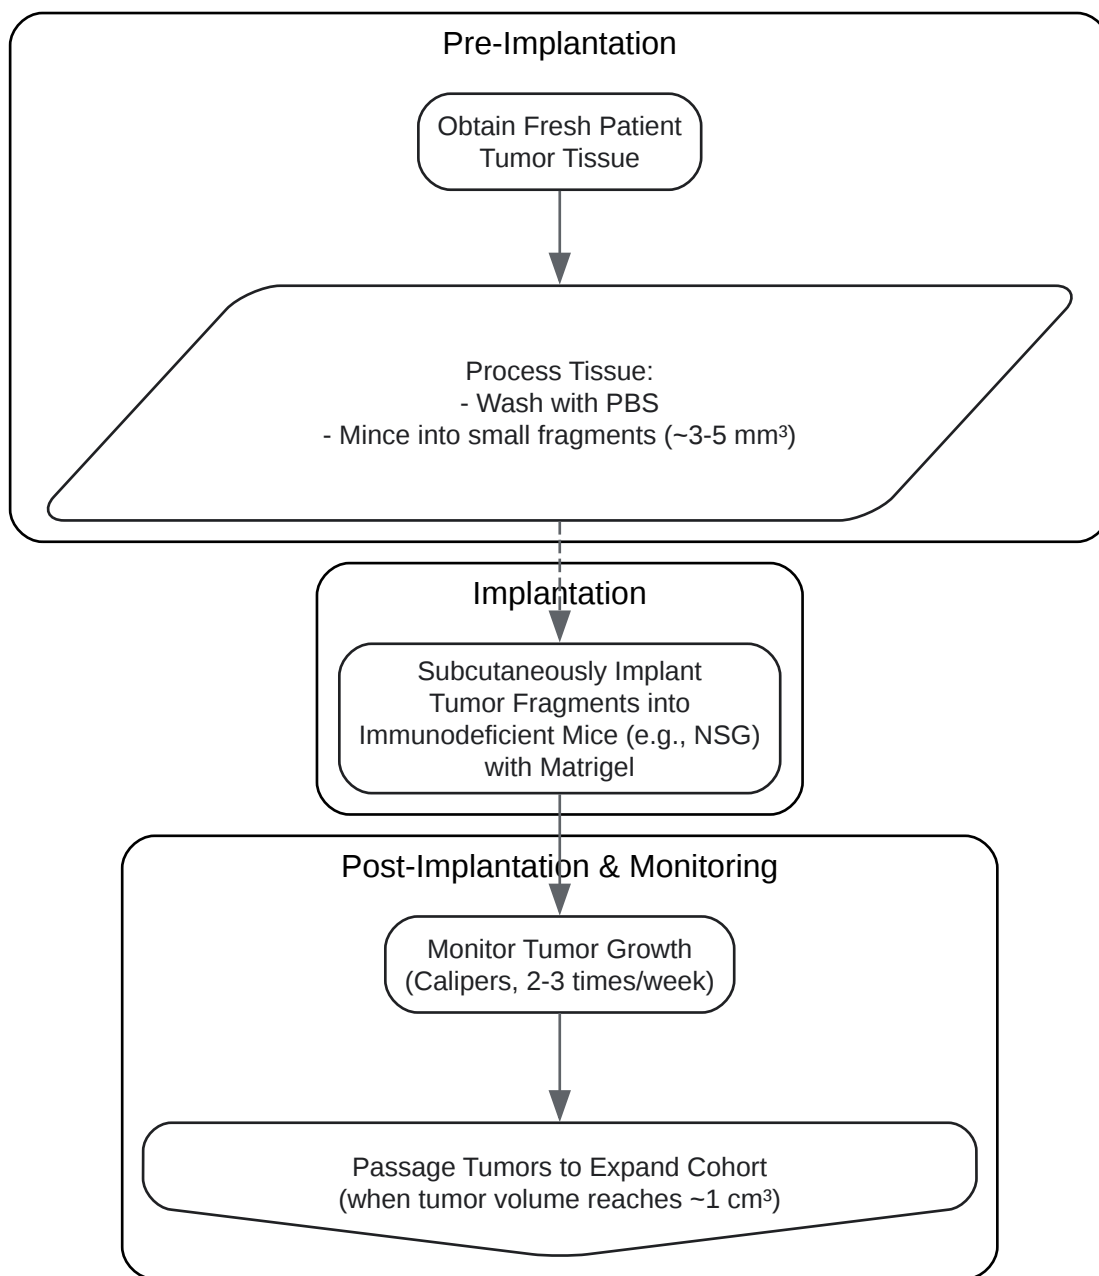 Pre-Implantation
Obtain Fresh Patient
Tumor Tissue
Process Tissue:
- Wash with PBS
- Mince into small fragments (~3-5 mm³)
Implantation
Subcutaneously Implant
Tumor Fragments into
Immunodeficient Mice (e.g., NSG)
with Matrigel
Post-Implantation & Monitoring
Monitor Tumor Growth
(Calipers, 2-3 times/week)
Passage Tumors to Expand Cohort
(when tumor volume reaches ~1 cm³)